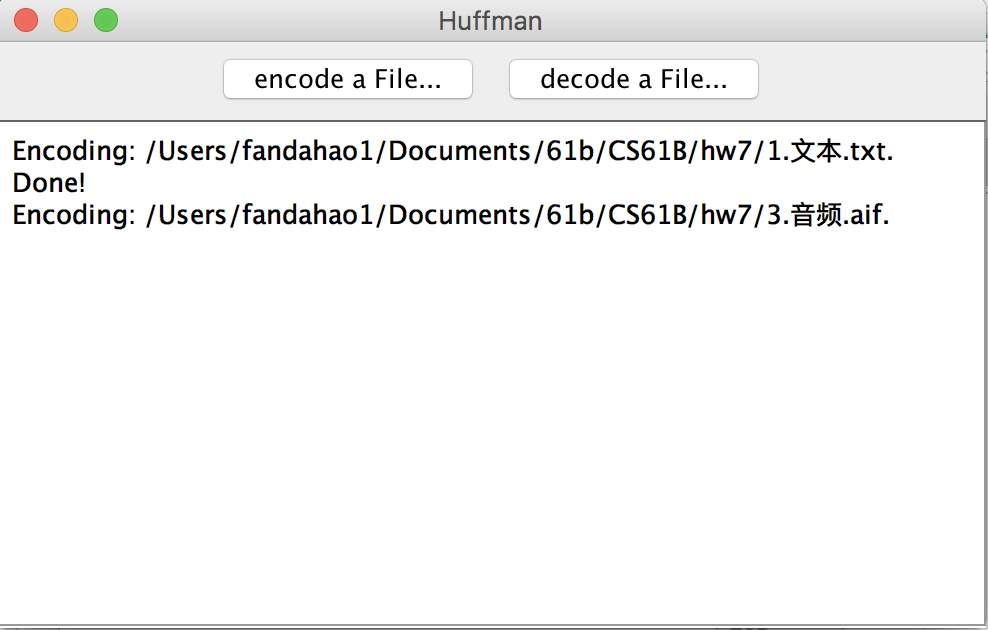 Huffman
encode a File... decode a File...
Encoding: /Users/fandahao1/Documents/61b/CS61B/hw7/1.文本.txt.
Done!
Encoding: /Users/fandahao1/Documents/61b/CS61B/hw7/3.音频.aif.